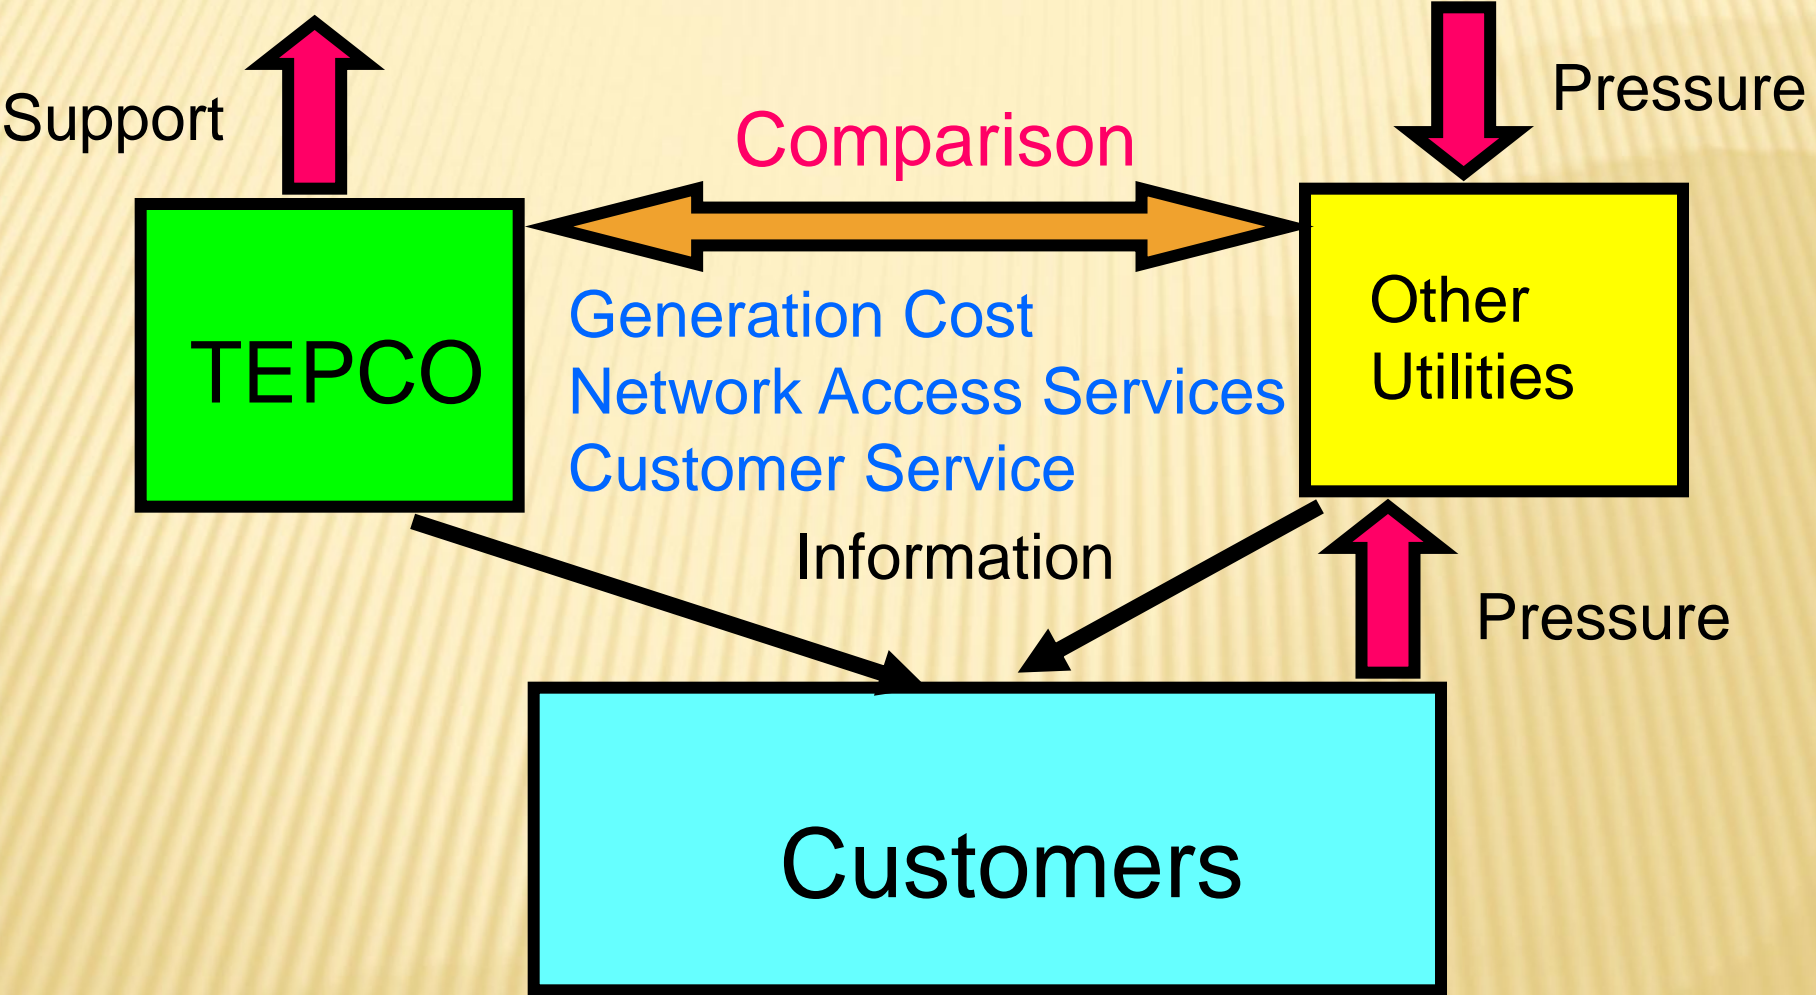 Support
Pressure
Comparison
TEPCO
Generation Cost
Network Access Services
Customer Service
Other
Utilities
Information
Pressure
Customers